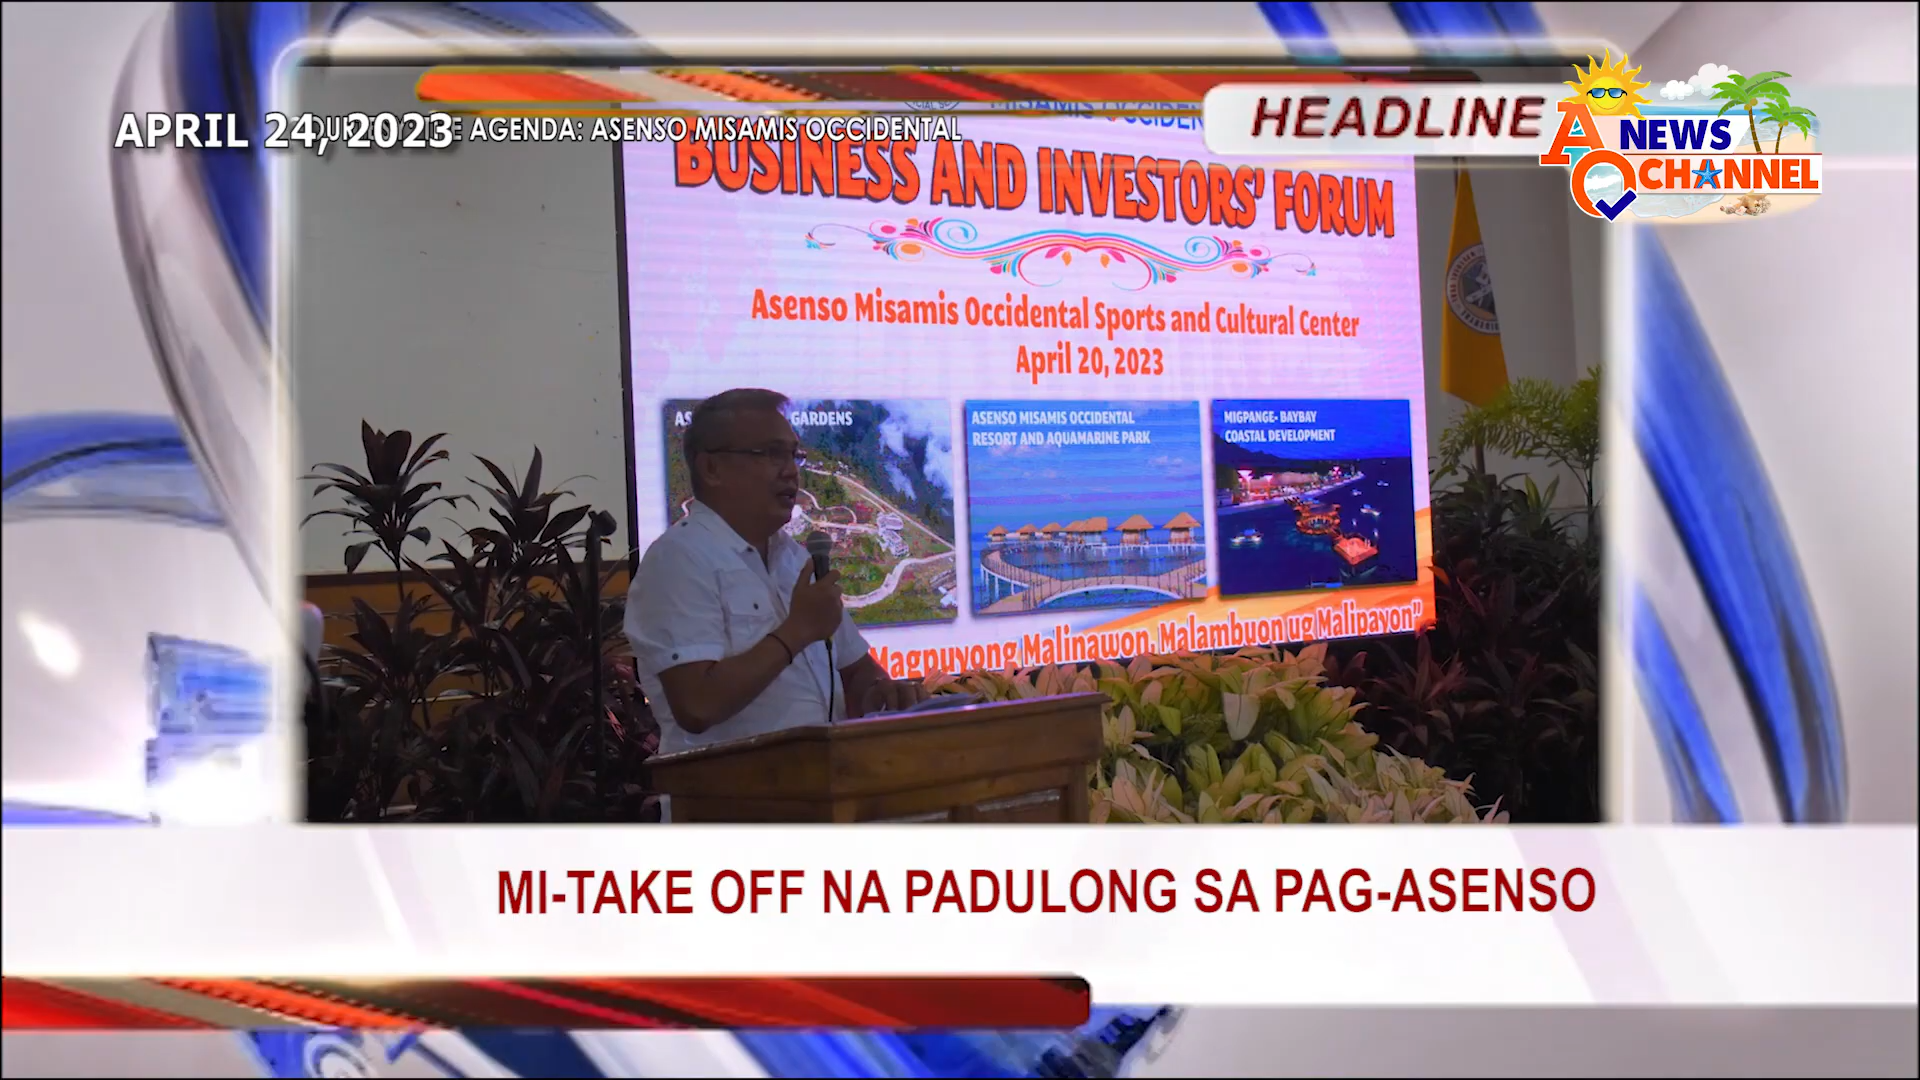 APRIL 24, 2023
AGENDA: ASENSO MISAMIS OCCIDENTAL
HEADLINE
NEWS
CHANNEL
BUSINESS AND INVESTORS' FORUM
Asenso Misamis Occidental Sports and Cultural Center
April 20, 2023
GARDENS
ASENSO MISAMIS OCCIDENTAL
RESORT AND AQUAMARINE PARK
MIGPANGE- BAYBAY
COASTAL DEVELOPMENT
Magpuyong Malinawon, Malambuon ug Malipayon"
MI-TAKE OFF NA PADULONG SA PAG-ASENSO